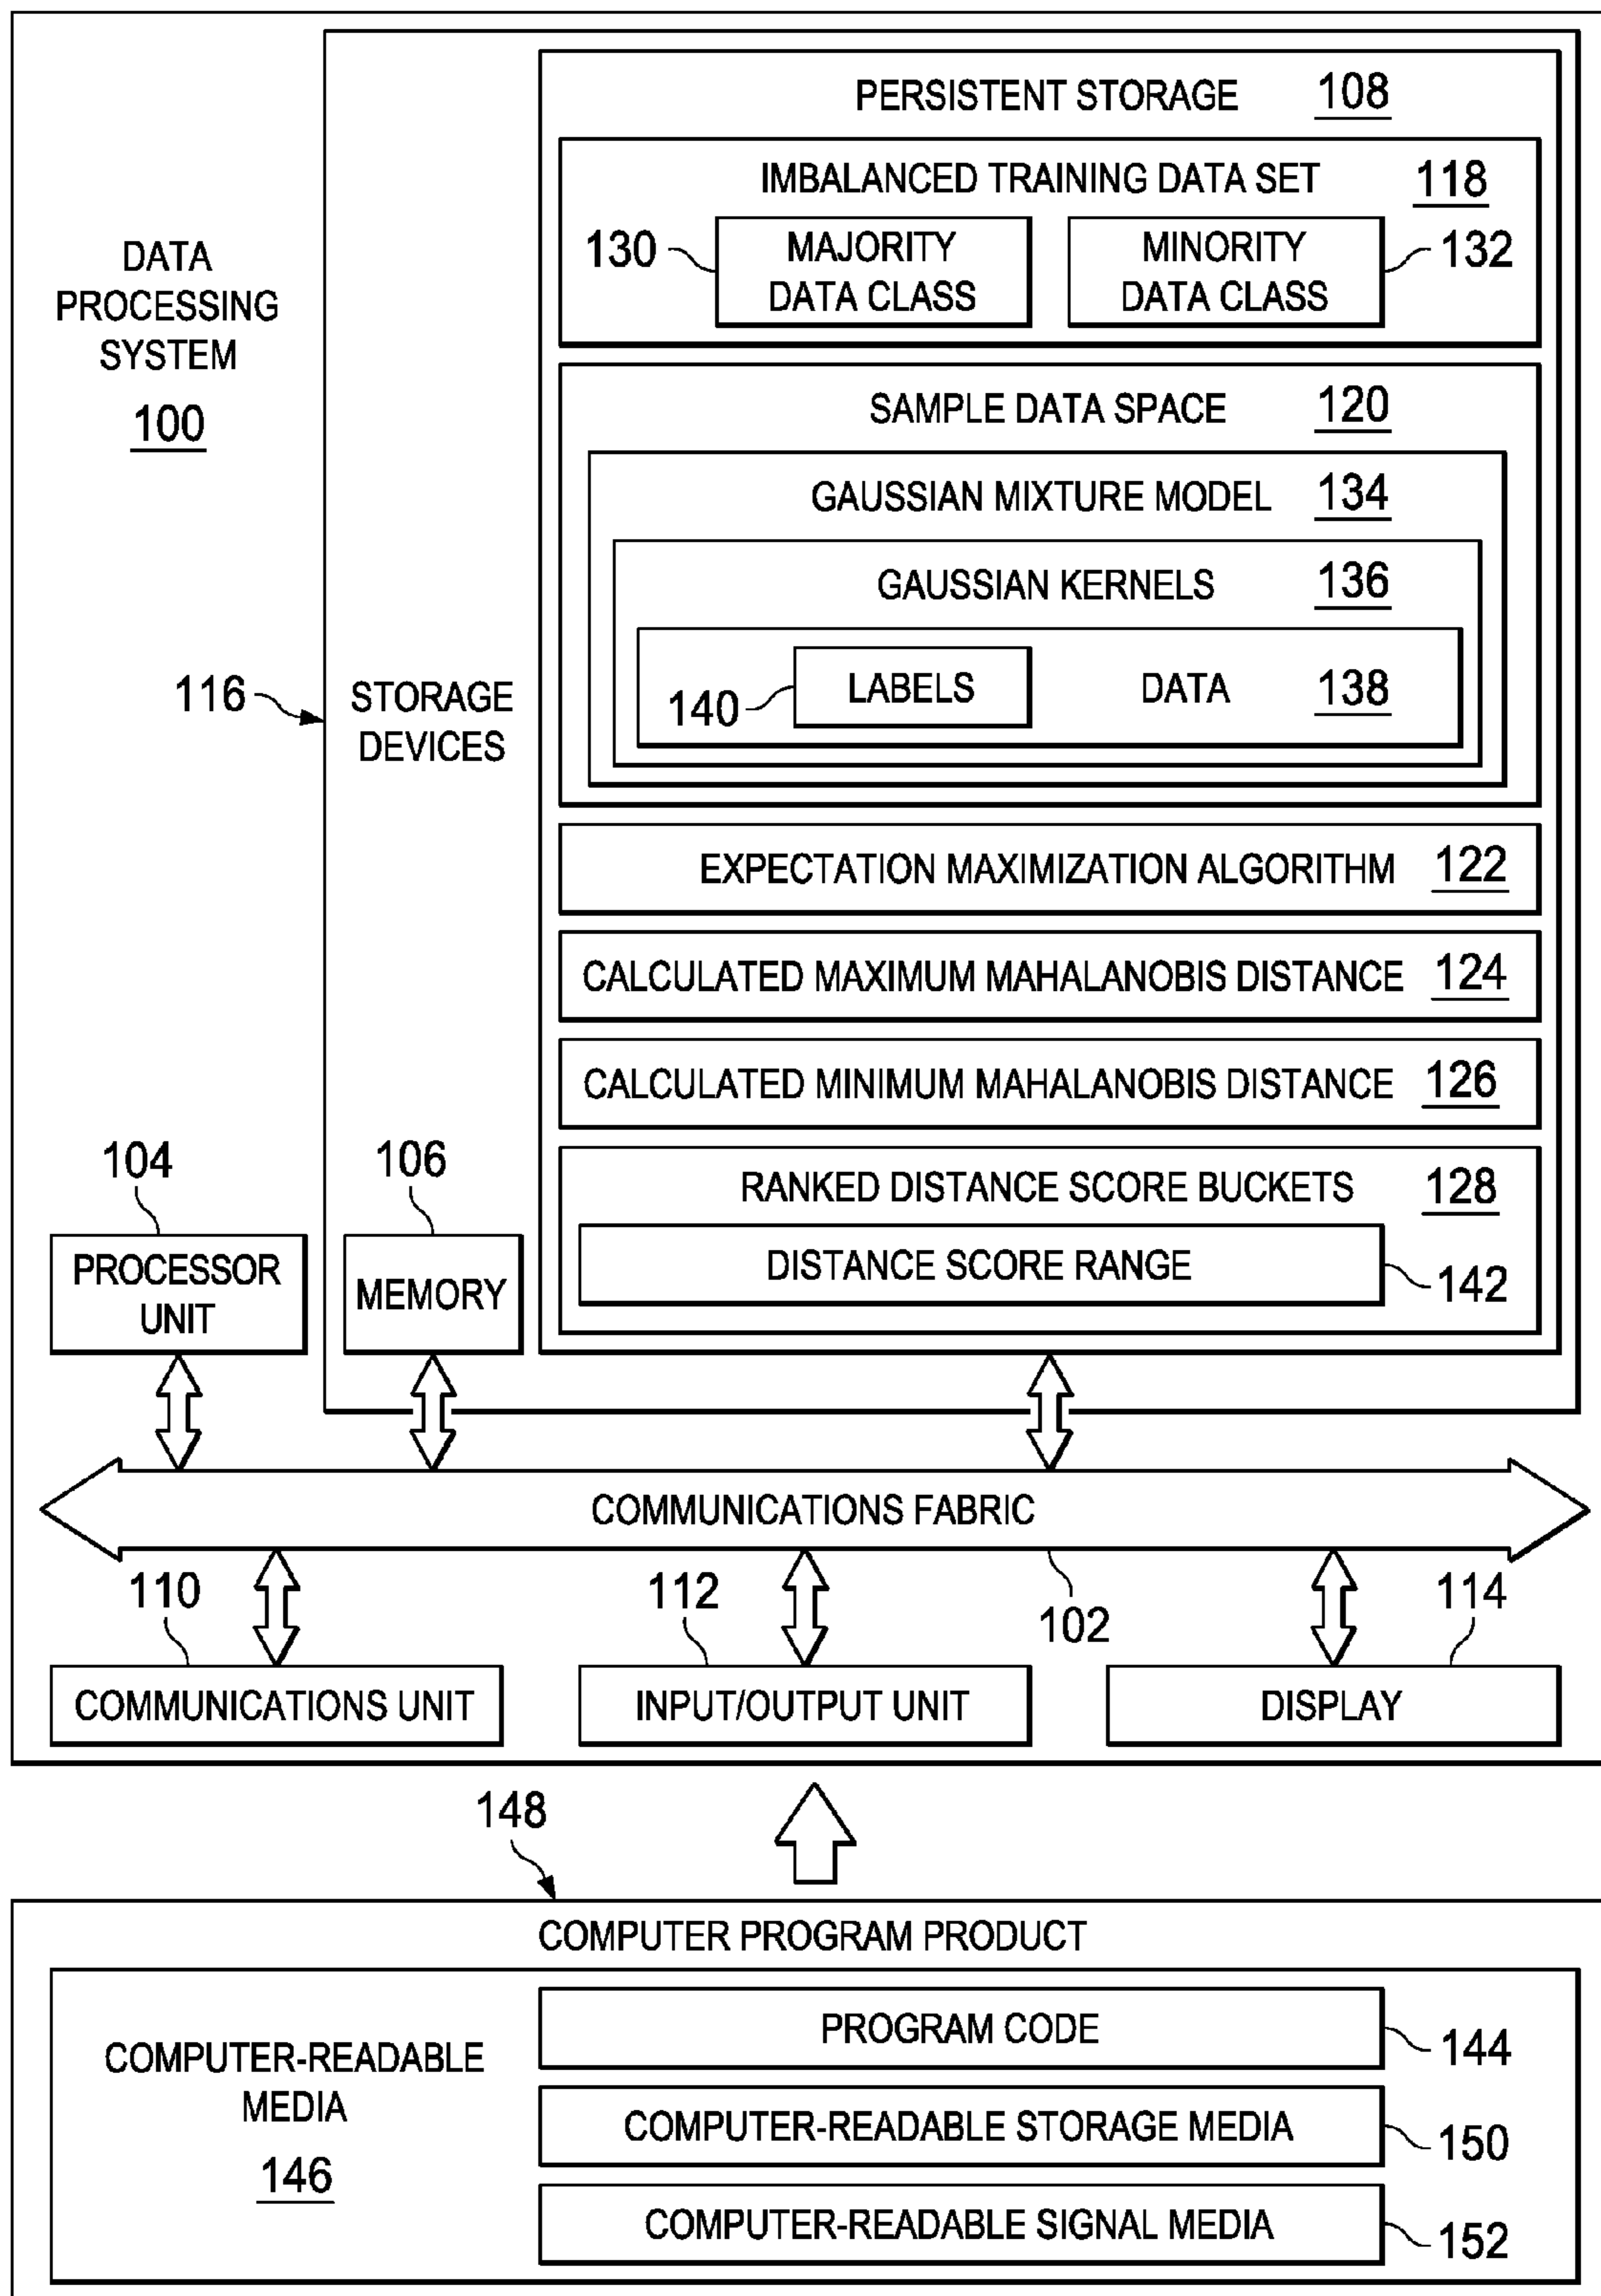 DATA
PROCESSING
SYSTEM
100
116
STORAGE
DEVICES
PERSISTENT STORAGE 108
IMBALANCED TRAINING DATA SET 118
130
MAJORITY
DATA CLASS
MINORITY
DATA CLASS
132
SAMPLE DATA SPACE 120
GAUSSIAN MIXTURE MODEL 134
GAUSSIAN KERNELS 136
140
LABELS
DATA 138
EXPECTATION MAXIMIZATION ALGORITHM 122
CALCULATED MAXIMUM MAHALANOBIS DISTANCE 124
CALCULATED MINIMUM MAHALANOBIS DISTANCE 126
RANKED DISTANCE SCORE BUCKETS 128
DISTANCE SCORE RANGE
142
104
PROCESSOR
UNIT
106
MEMORY
COMMUNICATIONS FABRIC
102
110
COMMUNICATIONS UNIT
112
INPUT/OUTPUT UNIT
114
DISPLAY
148
COMPUTER PROGRAM PRODUCT
COMPUTER-READABLE
MEDIA
146
PROGRAM CODE
144
COMPUTER-READABLE STORAGE MEDIA
150
COMPUTER-READABLE SIGNAL MEDIA
152